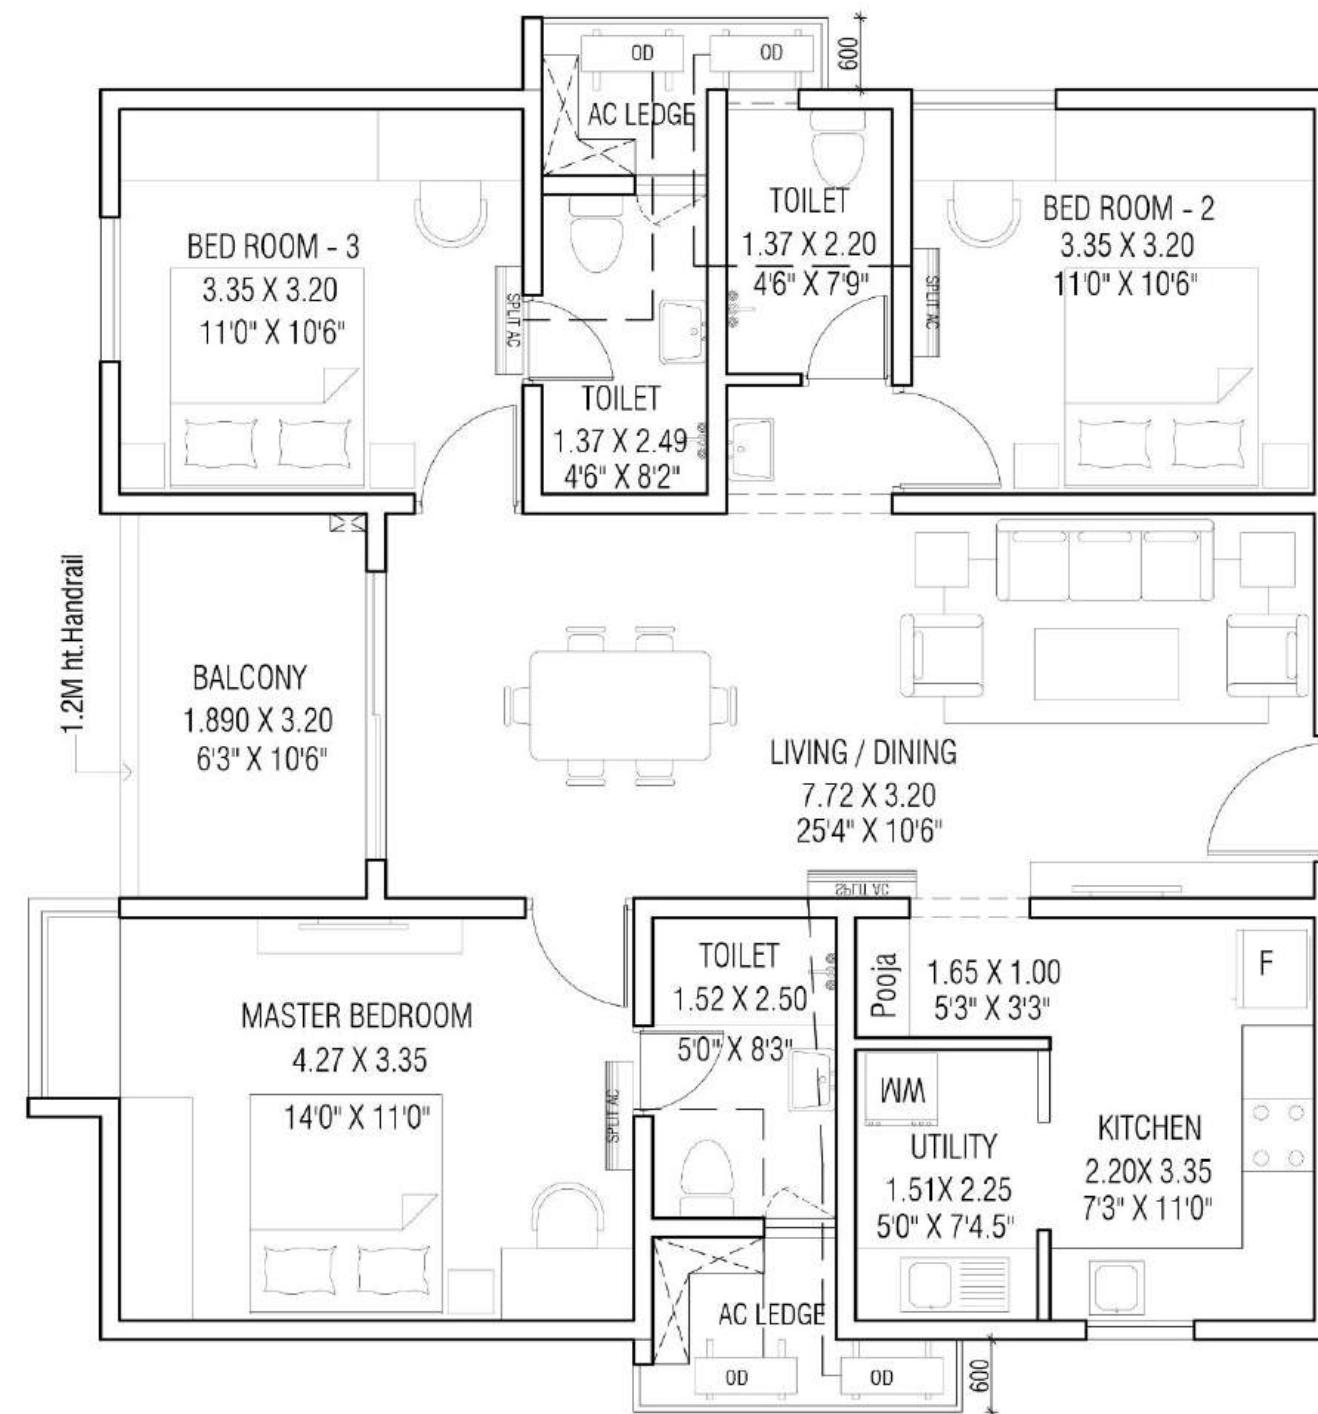 OD
OD
600
AC LEDGE
BED ROOM - 3
3.35 X 3.20
11'0" X 10'6"
SPLIT AC
TOILET
1.37 X 2.49
4'6" X 8'2"
TOILET
1.37 X 2.20
4'6" X 7'9"
SPLIT AC
BED ROOM - 2
3.35 X 3.20
11'0" X 10'6"
1.2M ht.Handrail
BALCONY
1.890 X 3.20
6'3" X 10'6"
LIVING / DINING
7.72 X 3.20
25'4" X 10'6"
SPLIT AC
MASTER BEDROOM
4.27 X 3.35
14'0" X 11'0"
SPLIT AC
TOILET
1.52 X 2.50
5'0" X 8'3"
Pooja
1.65 X 1.00
5'3" X 3'3"
F
WM
UTILITY
1.51X 2.25
5'0" X 7'4.5"
KITCHEN
2.20X 3.35
7'3" X 11'0"
AC LEDGE
OD
OD
600